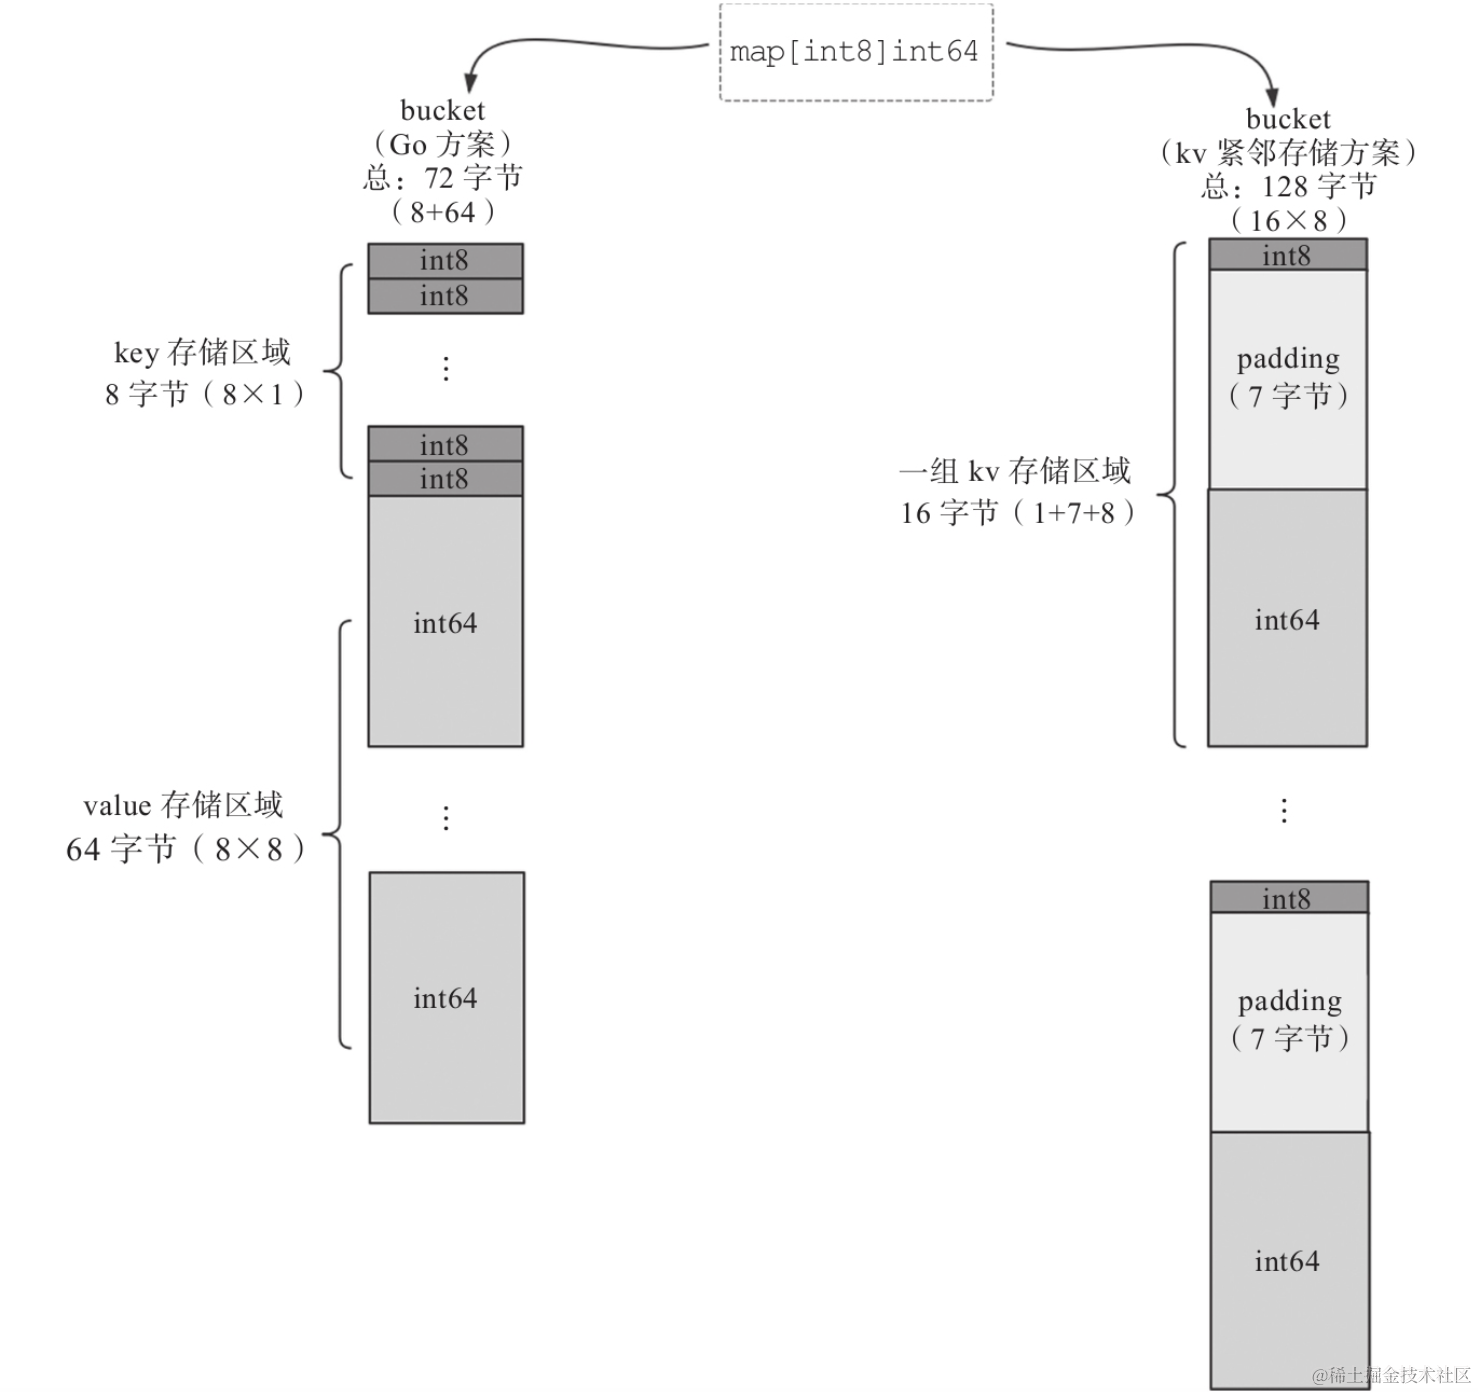 map[int8]int64
bucket
（Go 方案）
总：72 字节
（8+64）
int8
int8
⋮
int8
int8
key 存储区域
8 字节（8×1）
int64
⋮
int64
value 存储区域
64 字节（8×8）
bucket
（kv 紧邻存储方案）
总：128 字节
（16×8）
int8
padding
（7 字节）
int64
一组 kv 存储区域
16 字节（1+7+8）
⋮
int8
padding
（7 字节）
int64
@稀土掘金技术社区